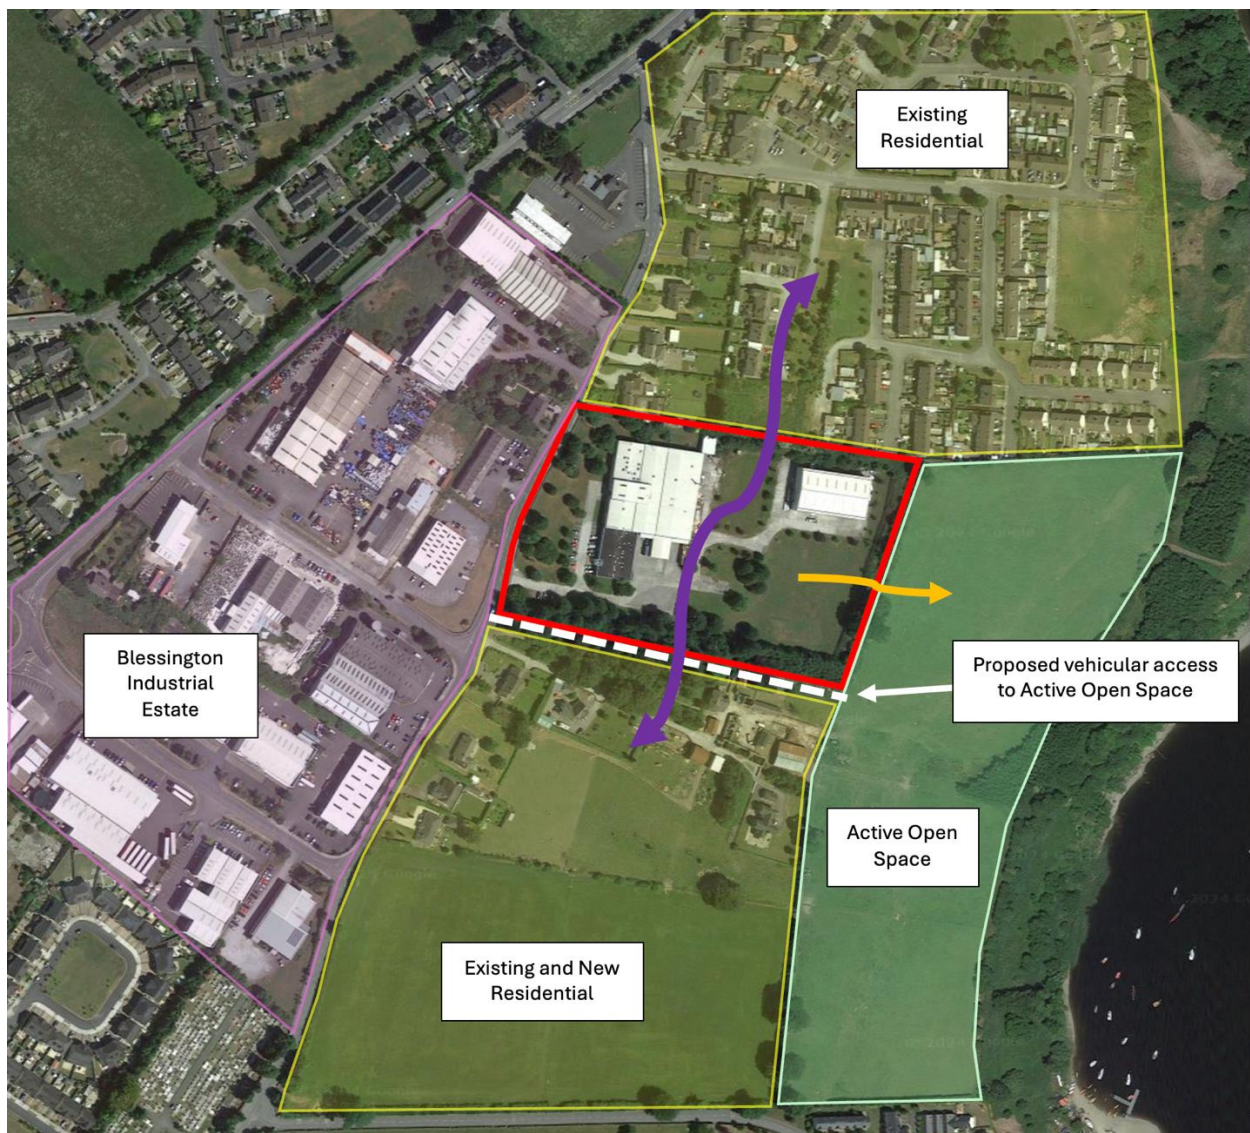 Existing
Residential
Blessington
Industrial
Estate
Proposed vehicular access
to Active Open Space
Active Open
Space
Existing and New
Residential